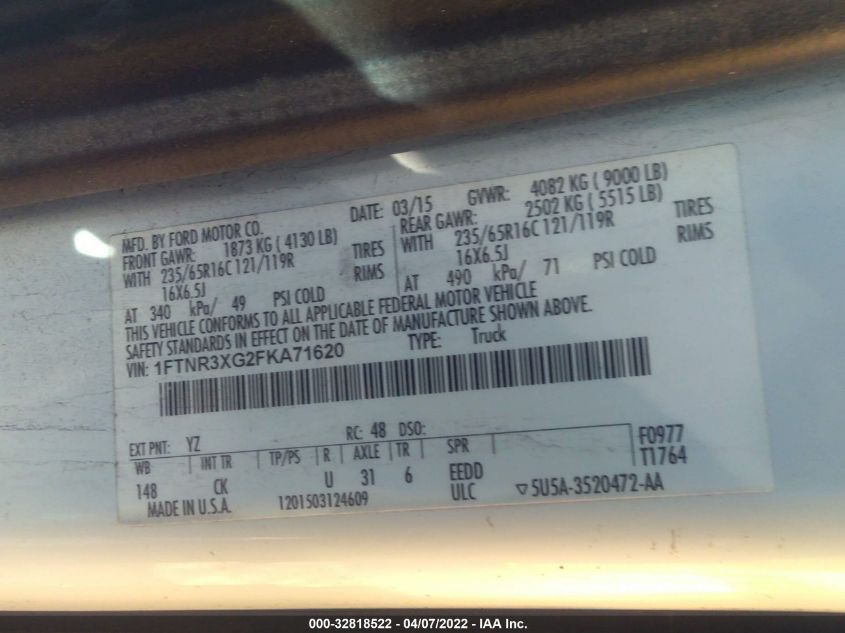 MFD. BY FORD MOTOR CO.
DATE: 03/15 GVWR: 4082 KG ( 9000 LB)
FRONT GAWR: 1873 KG ( 4130 LB)
WITH 235/65R16C 121/119R TIRES
16X6.5J RIMS
AT 340 kPa/ 49 PSI COLD
REAR GAWR: 2502 KG ( 5515 LB)
WITH 235/65R16C 121/119R TIRES
16X6.5J RIMS
AT 490 kPa/ 71 PSI COLD
THIS VEHICLE CONFORMS TO ALL APPLICABLE FEDERAL MOTOR VEHICLE
SAFETY STANDARDS IN EFFECT ON THE DATE OF MANUFACTURE SHOWN ABOVE.
VIN: 1FTNR3XG2FKA71620 TYPE: Truck
EXT PNT: YZ RC: 48 DSO: F0977
WB INT TR TP/PS R AXLE TR SPR T1764
148 CK U 31 6 EEDD
MADE IN U.S.A. 1201503124609 ULC ▽5U5A-3520472-AA
000-32818522 - 04/07/2022 - IAA Inc.